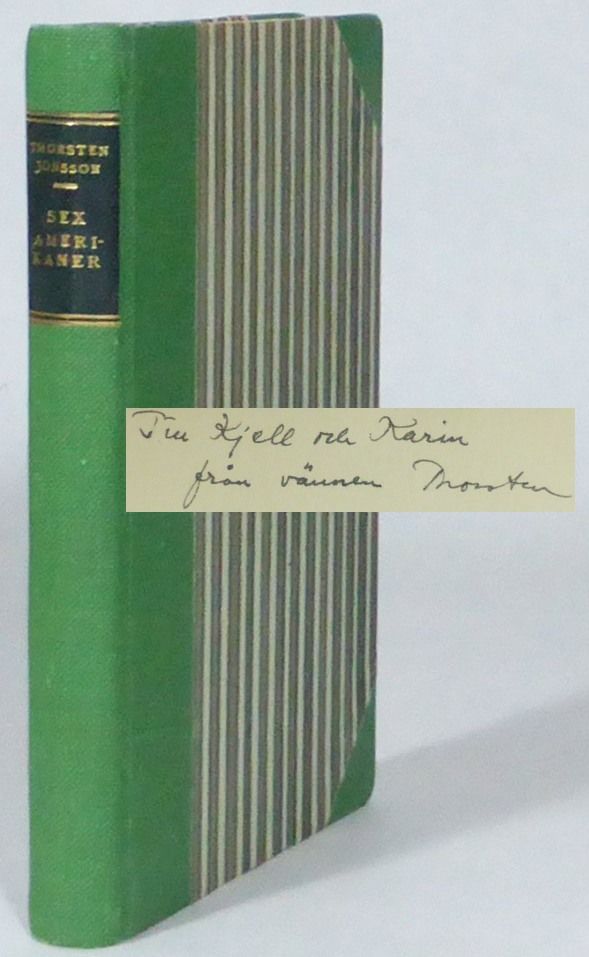 THORSTEN
JONSSON
SEX
AMERI-
KANER
Till Kjell och Karin
från vännen Thorsten